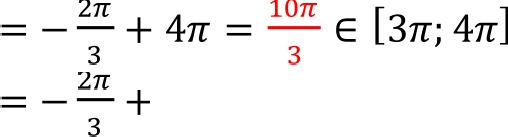 = −2π/3 + 4π = 10π/3 ∈ [3π; 4π]
= −2π/3 +